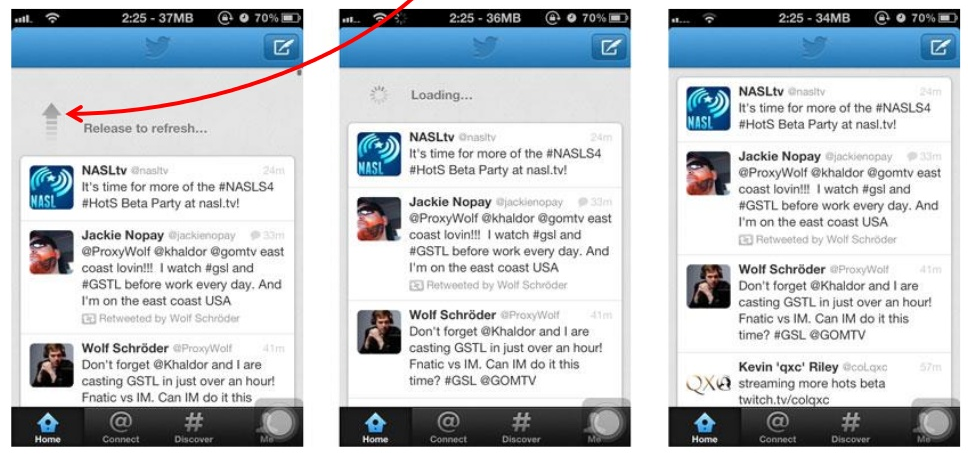 2:25 - 37MB 70%
Release to refresh...
NASL
NASLtv @nasltv 24m
It's time for more of the #NASLS4
#HotS Beta Party at nasl.tv!
Jackie Nopay @jackienopay 33m
@ProxyWolf @khaldor @gomtv east
coast lovin!!! I watch #gsl and
#GSTL before work every day. And
I'm on the east coast USA
Retweeted by Wolf Schröder
Wolf Schröder @ProxyWolf 41m
Don't forget @Khaldor and I are
casting GSTL in just over an hour!
Fnatic vs IM. Can IM do it this
Home
@
Connect
#
Discover
Me
2:25 - 36MB 70%
Loading...
NASL
NASLtv @nasltv 24m
It's time for more of the #NASLS4
#HotS Beta Party at nasl.tv!
Jackie Nopay @jackienopay 33m
@ProxyWolf @khaldor @gomtv east
coast lovin!!! I watch #gsl and
#GSTL before work every day. And
I'm on the east coast USA
Retweeted by Wolf Schröder
Wolf Schröder @ProxyWolf 41m
Don't forget @Khaldor and I are
casting GSTL in just over an hour!
Fnatic vs IM. Can IM do it this
time? #GSL @GOMTV
Home
@
Connect
#
Discover
Me
2:25 - 34MB 70%
NASL
NASLtv @nasltv 24m
It's time for more of the #NASLS4
#HotS Beta Party at nasl.tv!
Jackie Nopay @jackienopay 33m
@ProxyWolf @khaldor @gomtv east
coast lovin!!! I watch #gsl and
#GSTL before work every day. And
I'm on the east coast USA
Retweeted by Wolf Schröder
Wolf Schröder @ProxyWolf 41m
Don't forget @Khaldor and I are
casting GSTL in just over an hour!
Fnatic vs IM. Can IM do it this
time? #GSL @GOMTV
QXC
Kevin 'qxc' Riley @coLqxc 57m
streaming more hots beta
twitch.tv/colqxc
Home
@
Connect
#
Discover
Me